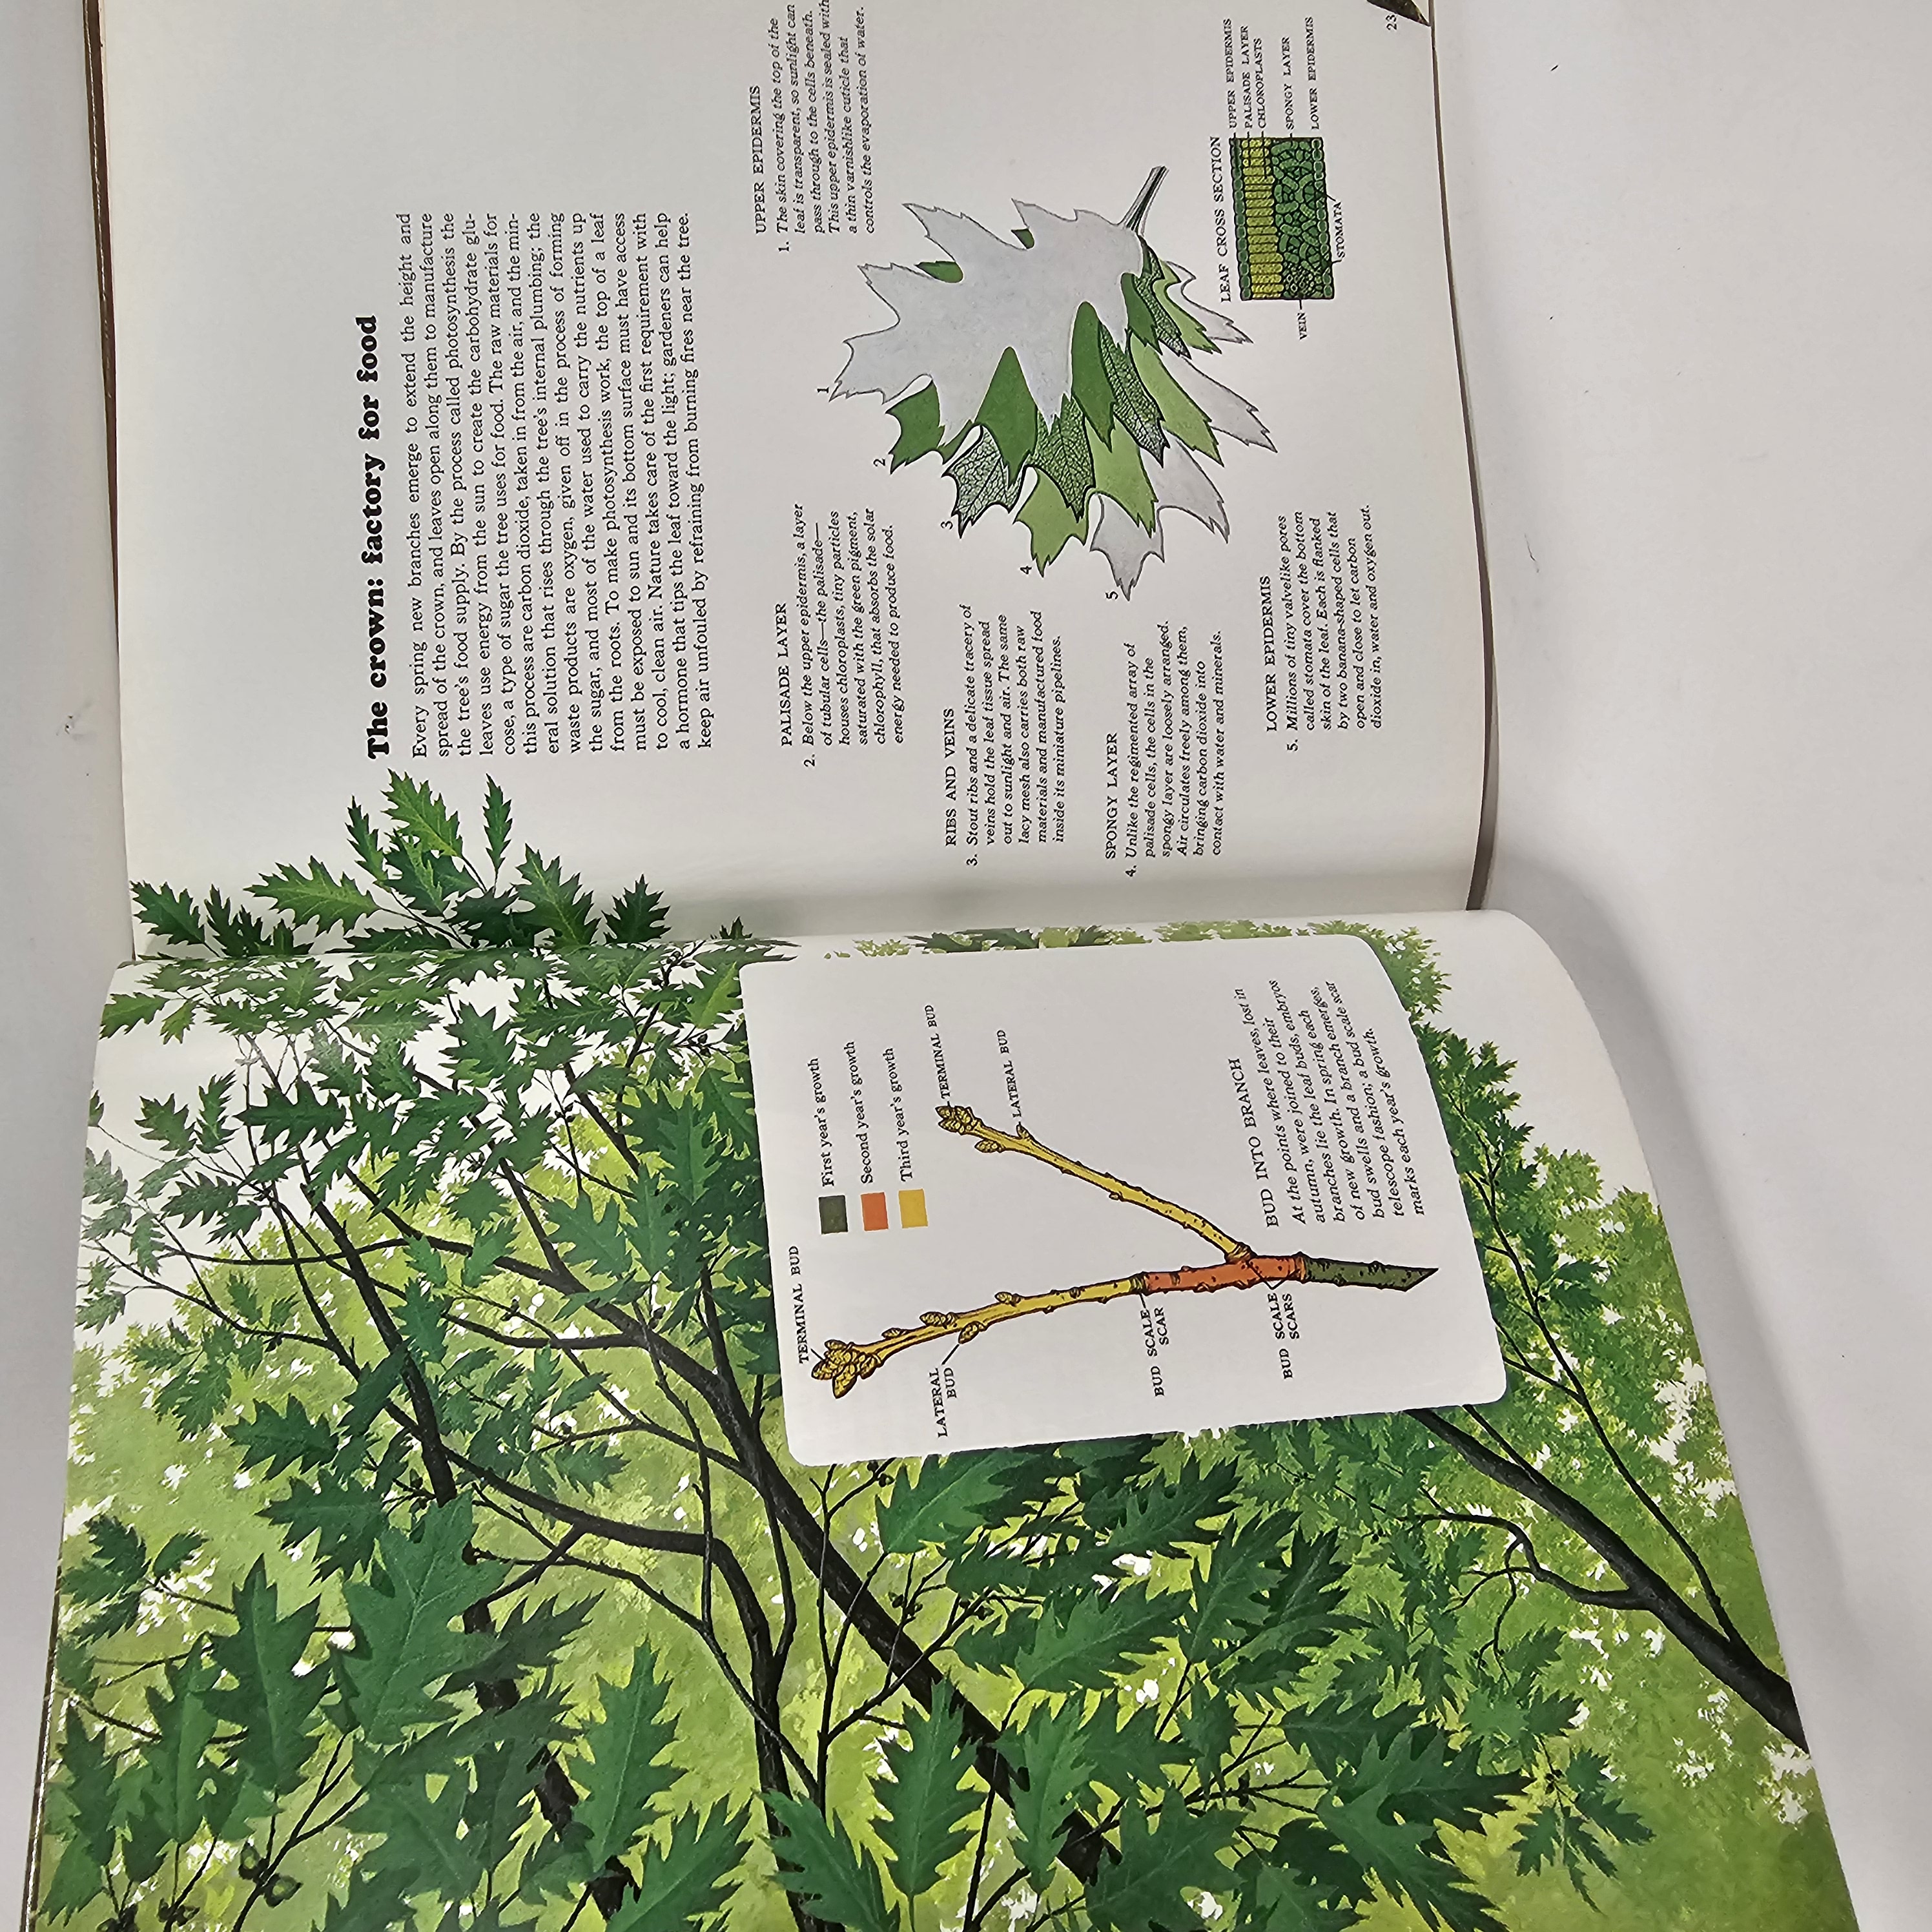 TERMINAL BUD
First year's growth
Second year's growth
Third year's growth
LATERAL
BUD
TERMINAL BUD
LATERAL BUD
BUD SCALE
SCAR
BUD SCALE
SCARS
BUD INTO BRANCH
At the points where leaves, lost in
autumn, were joined to their
branches lie the leaf buds, embryos
of new growth. In spring each
bud swells and a branch emerges,
telescope fashion; a bud scale scar
marks each year's growth.
The crown: factory for food
Every spring new branches emerge to extend the height and
spread of the crown, and leaves open along them to manufacture
the tree's food supply. By the process called photosynthesis the
leaves use energy from the sun to create the carbohydrate glu-
cose, a type of sugar the tree uses for food. The raw materials for
this process are carbon dioxide, taken in from the air, and the min-
eral solution that rises through the tree's internal plumbing; the
waste products are oxygen, given off in the process of forming
the sugar, and most of the water used to carry the nutrients up
from the roots. To make photosynthesis work, the top of a leaf
must be exposed to sun and its bottom surface must have access
to cool, clean air. Nature takes care of the first requirement with
a hormone that tips the leaf toward the light; gardeners can help
keep air unfouled by refraining from burning fires near the tree.
UPPER EPIDERMIS
1. The skin covering the top of the
leaf is transparent, so sunlight can
pass through to the cells beneath.
This upper epidermis is sealed with
a thin varnishlike cuticle that
controls the evaporation of water.
PALISADE LAYER
2. Below the upper epidermis, a layer
of tubular cells—the palisade—
houses chloroplasts, tiny particles
saturated with the green pigment,
chlorophyll, that absorbs the solar
energy needed to produce food.
RIBS AND VEINS
3. Stout ribs and a delicate tracery of
veins hold the leaf tissue spread
out to sunlight and air. The same
lacy mesh also carries both raw
materials and manufactured food
inside its miniature pipelines.
SPONGY LAYER
4. Unlike the regimented array of
palisade cells, the cells in the
spongy layer are loosely arranged.
Air circulates freely among them,
bringing carbon dioxide into
contact with water and minerals.
LOWER EPIDERMIS
5. Millions of tiny valvelike pores
called stomata cover the bottom
skin of the leaf. Each is flanked
by two banana-shaped cells that
open and close to let carbon
dioxide in, water and oxygen out.
1
2
3
4
5
LEAF CROSS SECTION
UPPER EPIDERMIS
PALISADE LAYER
CHLOROPLASTS
SPONGY LAYER
VEIN
LOWER EPIDERMIS
STOMATA
23